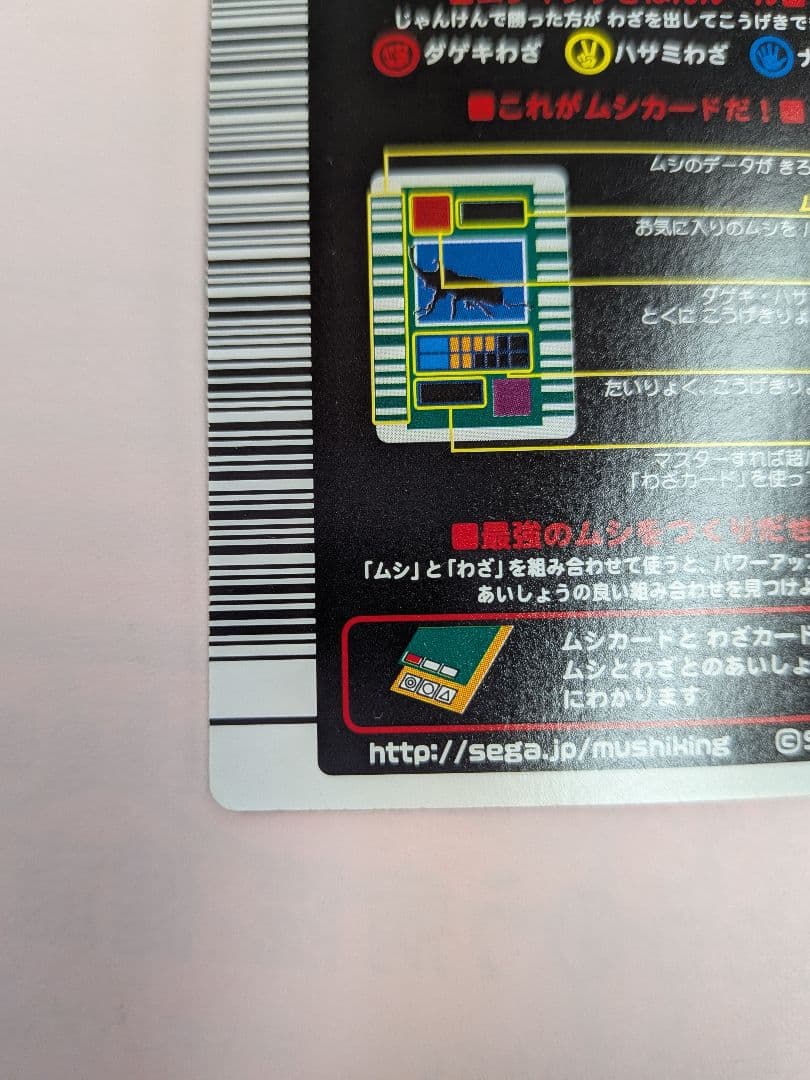 じゃんけんで勝った方が わざを出してこうげきで
ダゲキわざ ハサミわざ
■これがムシカードだ！■
ムシのデータが きろ
お気に入りのムシを
ダゲキ・ハサ
とくに こうげきりょ
たいりょく、こうげきり
マスターすれば超
「わざカード」を使っ
■最強のムシをつくりだせ
「ムシ」と「わざ」を組み合わせて使うと、パワーアップ
あいしょうの良い組み合わせを見つけよ
ムシカードと わざカード
ムシとわざとのあいしょ
にわかります
http://sega.jp/mushiking ©S